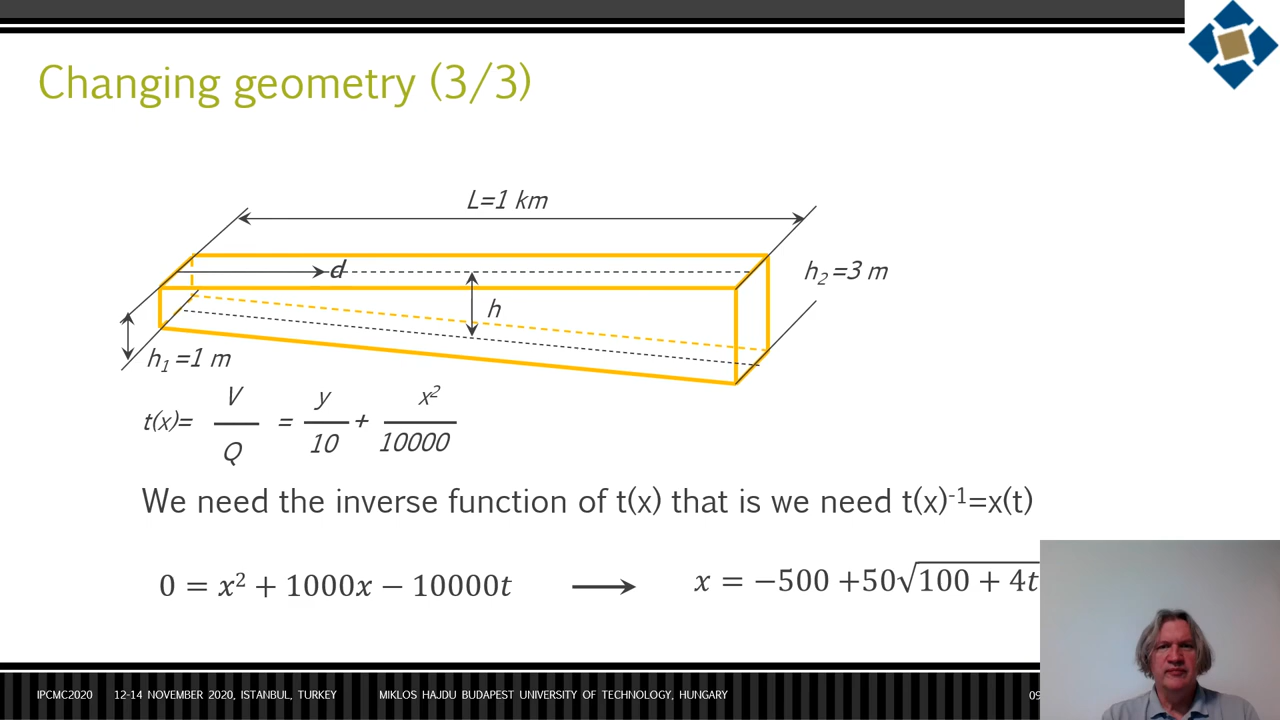 Changing geometry (3/3)
L=1 km
d
h₂=3 m
h
h₁=1 m
t(x)= V/Q = y/10 + x²/10000
We need the inverse function of t(x) that is we need t(x)⁻¹=x(t)
0 = x² + 1000x − 10000t → x = −500 +50√100 + 4t
IPCMC2020 12-14 NOVEMBER 2020, ISTANBUL, TURKEY MIKLOS HAJDU BUDAPEST UNIVERSITY OF TECHNOLOGY, HUNGARY 09